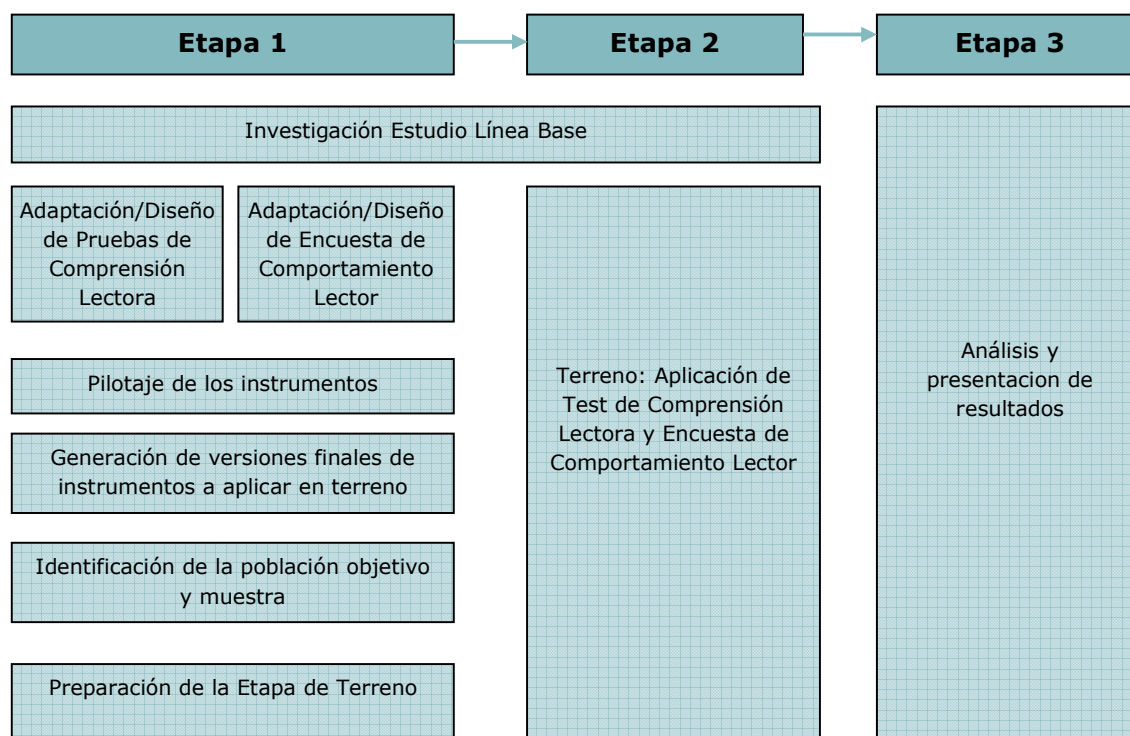 Etapa 1
Etapa 2
Etapa 3
Investigación Estudio Línea Base
Adaptación/Diseño
de Pruebas de
Comprensión
Lectora
Adaptación/Diseño
de Encuesta de
Comportamiento
Lector
Pilotaje de los instrumentos
Generación de versiones finales de
instrumentos a aplicar en terreno
Identificación de la población objetivo
y muestra
Preparación de la Etapa de Terreno
Terreno: Aplicación de
Test de Comprensión
Lectora y Encuesta de
Comportamiento Lector
Análisis y
presentacion de
resultados